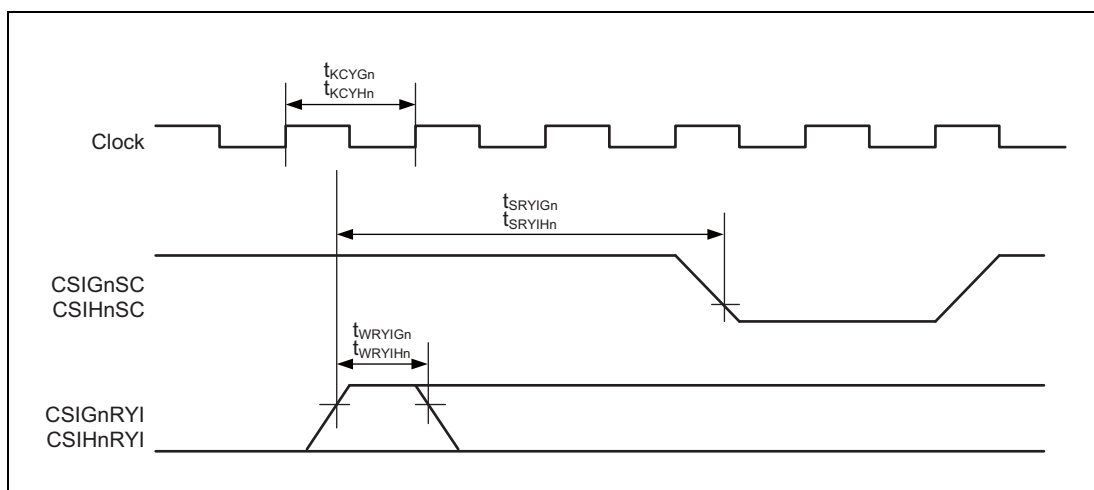 tKCYGn
tKCYHn
Clock
tSRYIGn
tSRYIHn
CSIGnSC
CSIHnSC
tWRYIGn
tWRYIHn
CSIGnRYI
CSIHnRYI